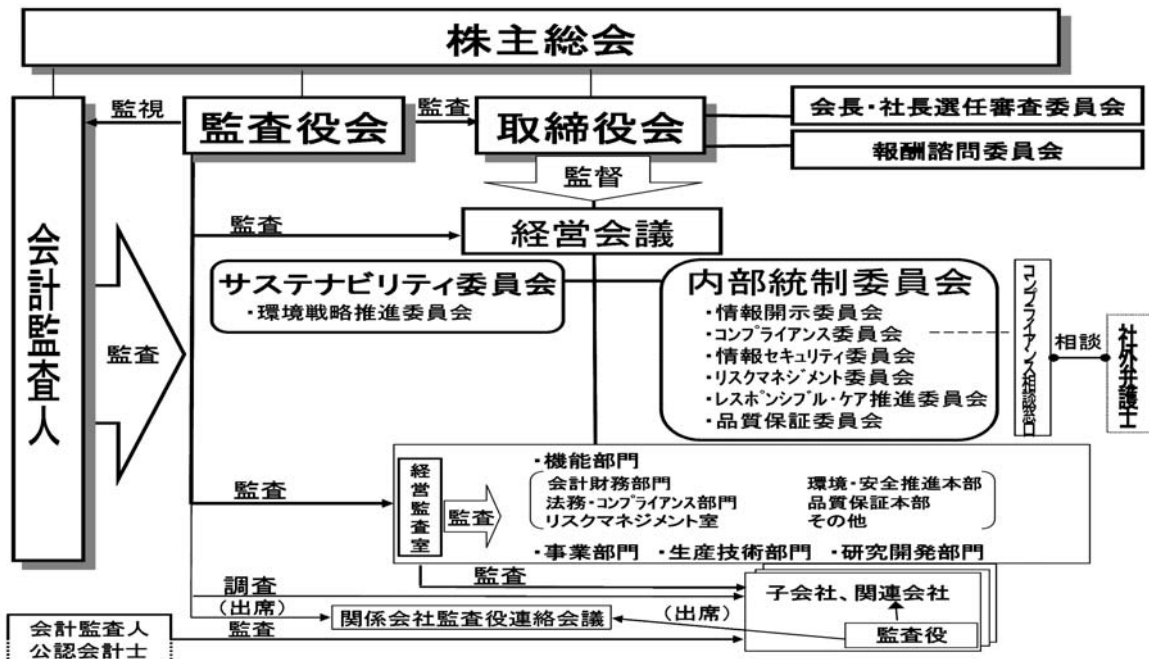 株主総会
監視
監査役会
監査
取締役会
会長・社長選任審査委員会
報酬諮問委員会
監督
会計監査人
監査
監査
経営会議
サステナビリティ委員会
・環境戦略推進委員会
内部統制委員会
・情報開示委員会
・コンプライアンス委員会
・情報セキュリティ委員会
・リスクマネジメント委員会
・レスポンシブル・ケア推進委員会
・品質保証委員会
コンプライアンス相談窓口
相談
社外弁護士
監査
経営監査室
監査
・機能部門
会計財務部門
環境・安全推進本部
法務・コンプライアンス部門
品質保証本部
リスクマネジメント室
その他
・事業部門 ・生産技術部門 ・研究開発部門
監査
調査
子会社、関連会社
(出席)
関係会社監査役連絡会議
(出席)
監査役
監査
会計監査人
公認会計士